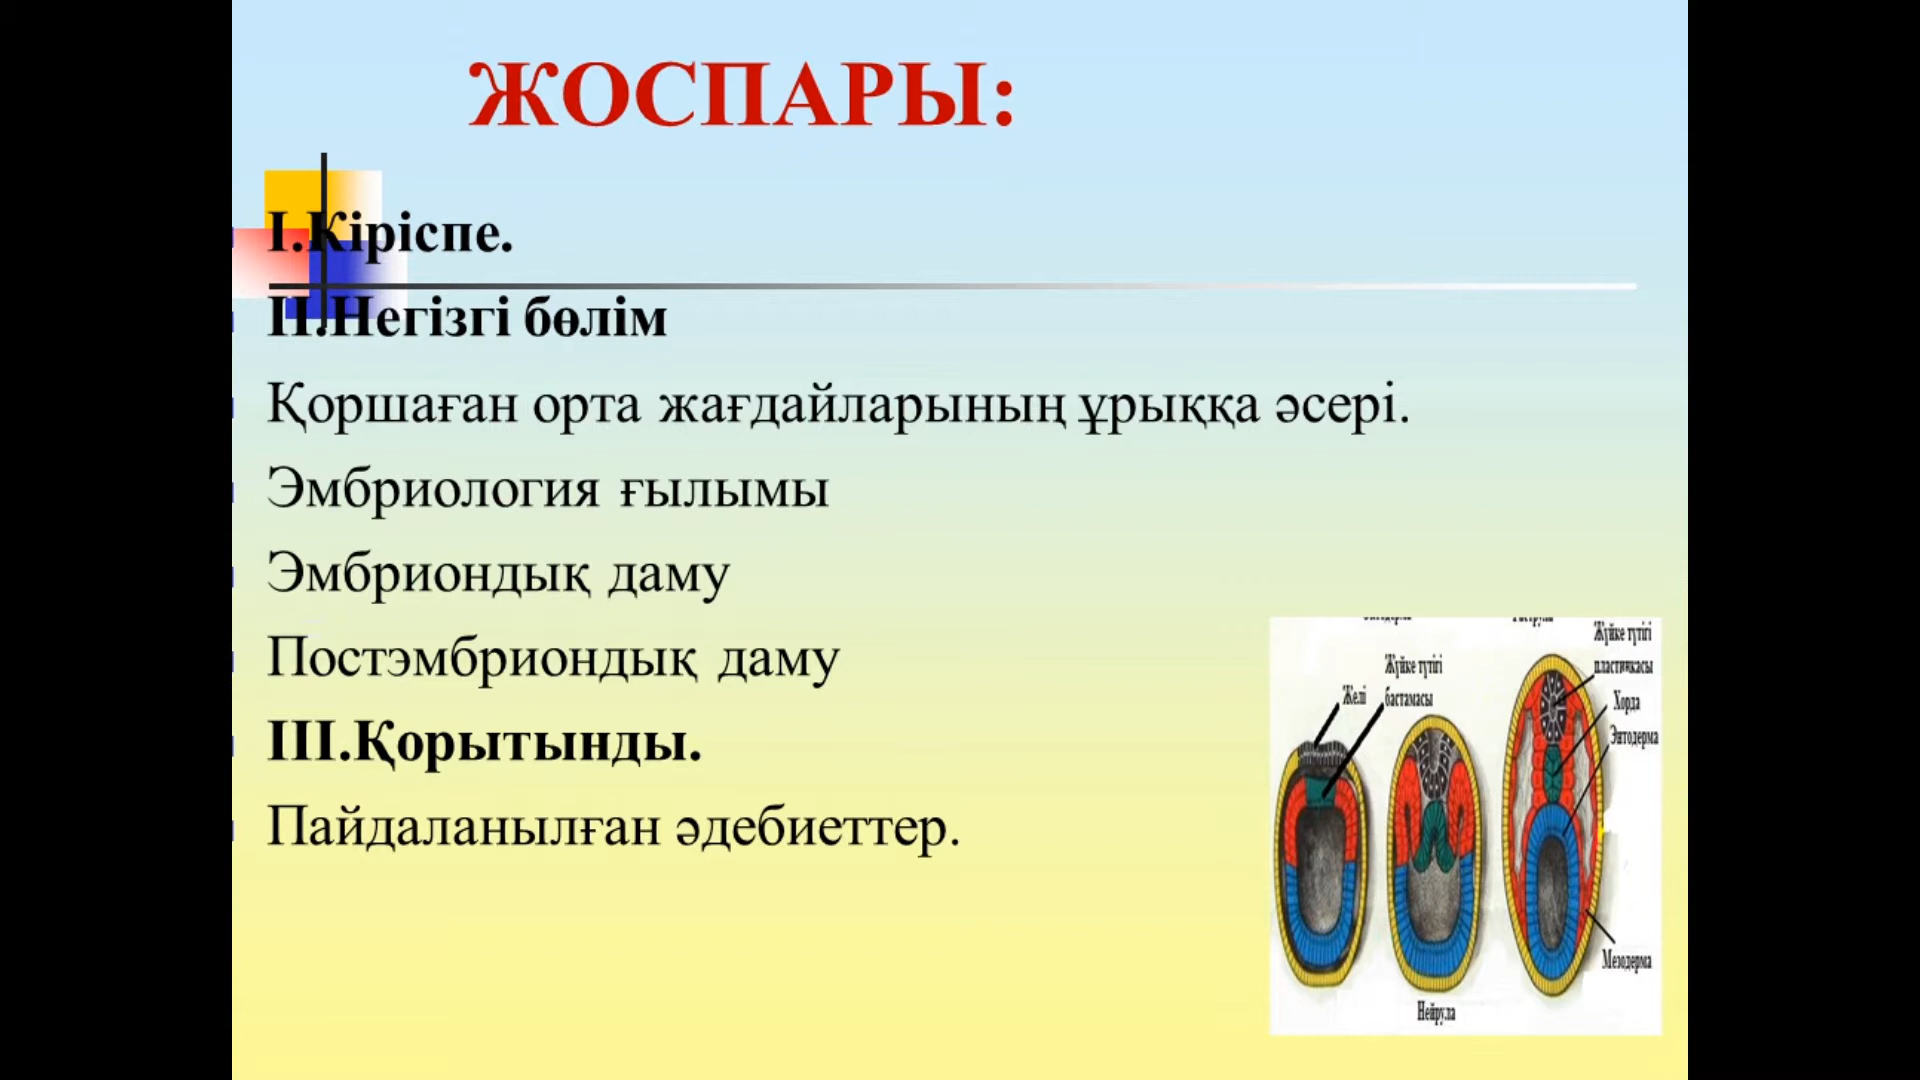 ЖОСПАРЫ:
I.Кіріспе.
II.Негізгі бөлім
Қоршаған орта жағдайларының ұрыққа әсері.
Эмбриология ғылымы
Эмбриондық даму
Постэмбриондық даму
III.Қорытынды.
Пайдаланылған әдебиеттер.
Жүйке түтігі
пластинкасы
Жүйке түтігі
бастамасы
Желі
Хорда
Энтодерма
Мезодерма
Нейрула